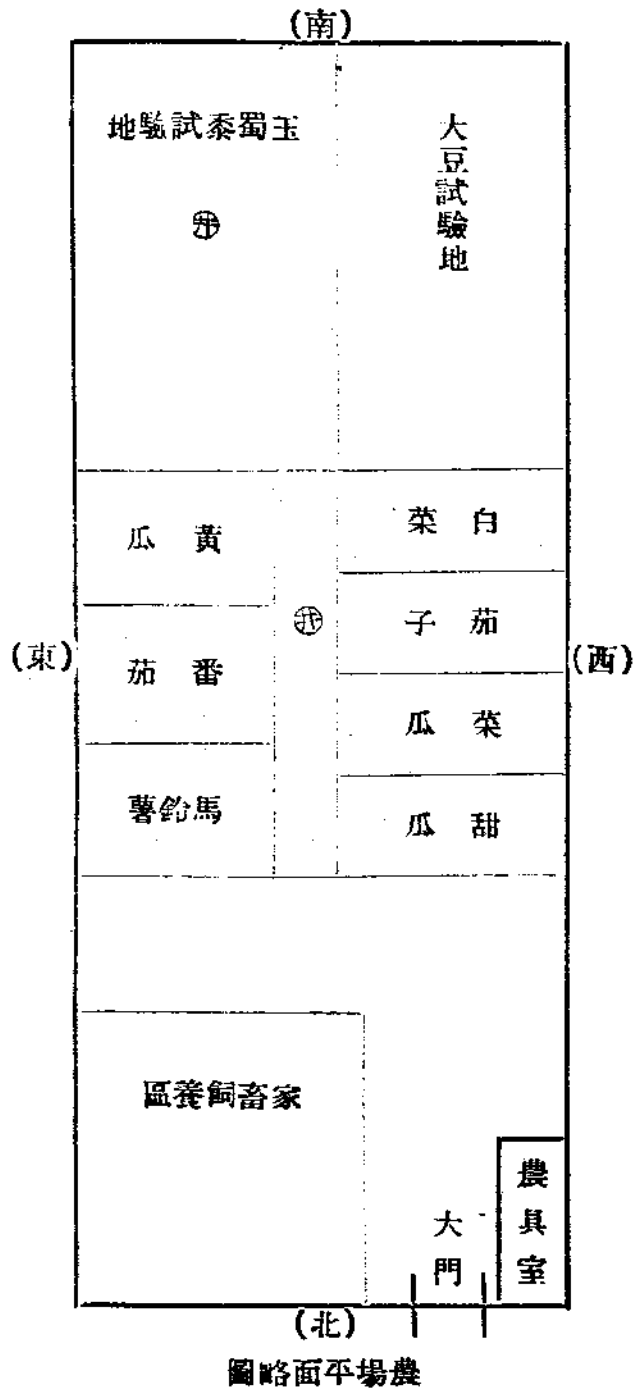 (南)
大豆試驗地
玉蜀黍試驗地
井
白菜
黃瓜
茄子
井
(西)
(東)
番茄
菜瓜
甜瓜
馬鈴薯
家畜飼養區
農具室
大門
(北)
農場平面略圖